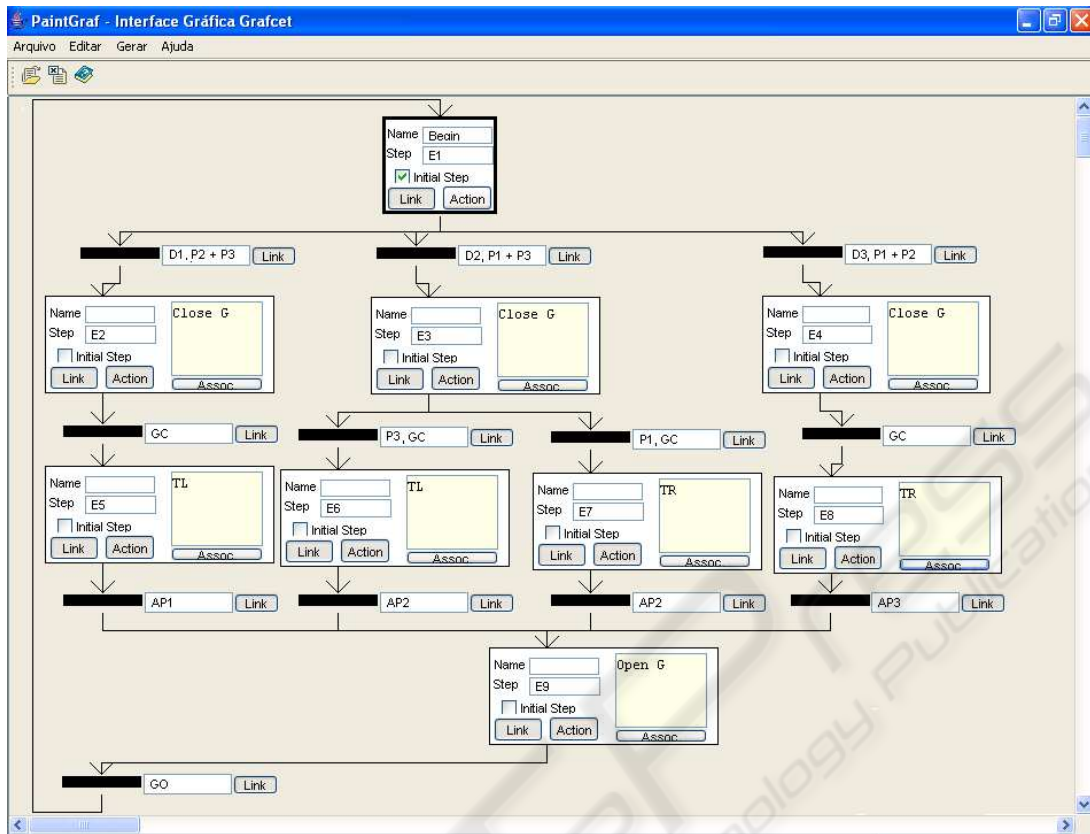 PaintGraf - Interface Gráfica Grafcet
Arquivo Editar Gerar Ajuda
Name Begin
Step E1
Initial Step
Link Action
D1, P2 + P3 Link
D2, P1 + P3 Link
D3, P1 + P2 Link
Name Close G
Step E2
Initial Step
Link Action Assoc
Name Close G
Step E3
Initial Step
Link Action Assoc
Name Close G
Step E4
Initial Step
Link Action Assoc
GC Link
P3, GC Link
P1, GC Link
GC Link
Name TL
Step E5
Initial Step
Link Action Assoc
Name TL
Step E6
Initial Step
Link Action Assoc
Name TR
Step E7
Initial Step
Link Action Assoc
Name TR
Step E8
Initial Step
Link Action Assoc
AP1 Link
AP2 Link
AP2 Link
AP3 Link
Name Open G
Step E9
Initial Step
Link Action Assoc
GO Link